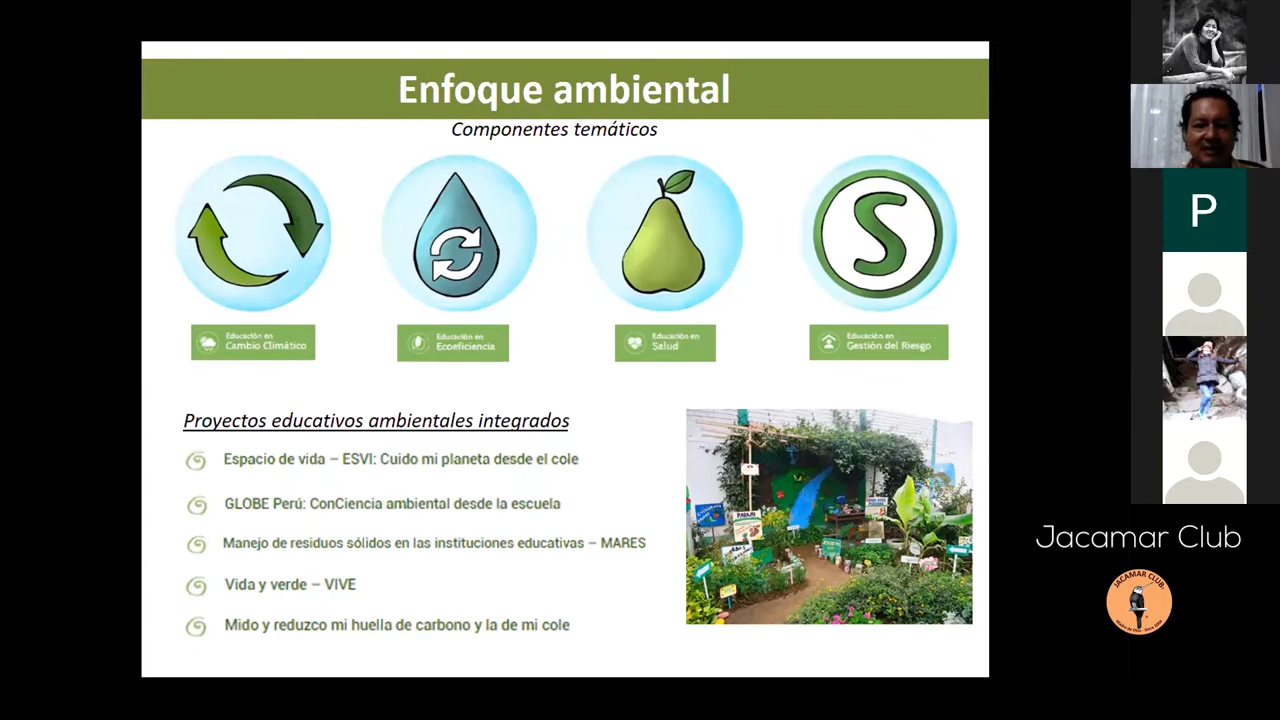 Enfoque ambiental
Componentes temáticos
S
Educación en
Cambio Climático
Educación en
Ecoeficiencia
Educación en
Salud
Educación en
Gestión del Riesgo
Proyectos educativos ambientales integrados
Espacio de vida – ESVI: Cuido mi planeta desde el cole
GLOBE Perú: ConCiencia ambiental desde la escuela
Manejo de residuos sólidos en las instituciones educativas – MARES
Vida y verde – VIVE
Mido y reduzco mi huella de carbono y la de mi cole
P
Jacamar Club
JACAMAR CLUB